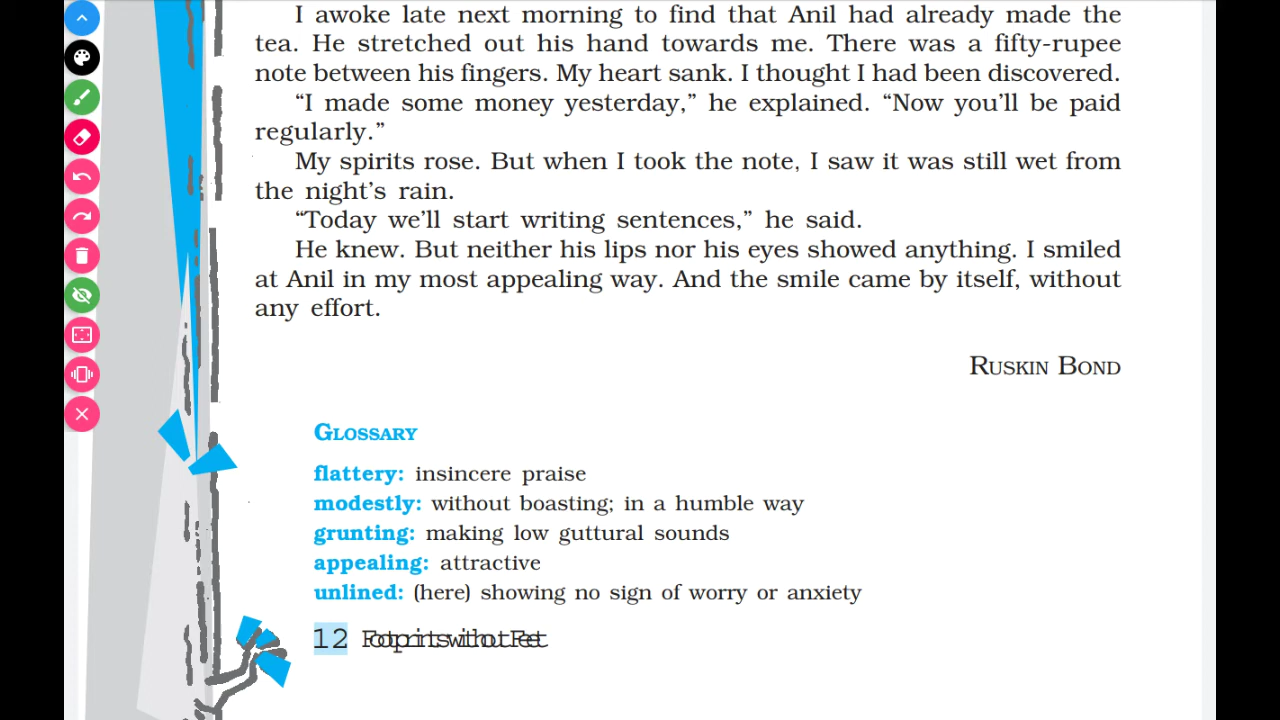 I awoke late next morning to find that Anil had already made the
tea. He stretched out his hand towards me. There was a fifty-rupee
note between his fingers. My heart sank. I thought I had been discovered.
“I made some money yesterday,” he explained. “Now you’ll be paid
regularly.”
My spirits rose. But when I took the note, I saw it was still wet from
the night’s rain.
“Today we’ll start writing sentences,” he said.
He knew. But neither his lips nor his eyes showed anything. I smiled
at Anil in my most appealing way. And the smile came by itself, without
any effort.
RUSKIN BOND
GLOSSARY
flattery: insincere praise
modestly: without boasting; in a humble way
grunting: making low guttural sounds
appealing: attractive
unlined: (here) showing no sign of worry or anxiety
12 Footprints without Feet